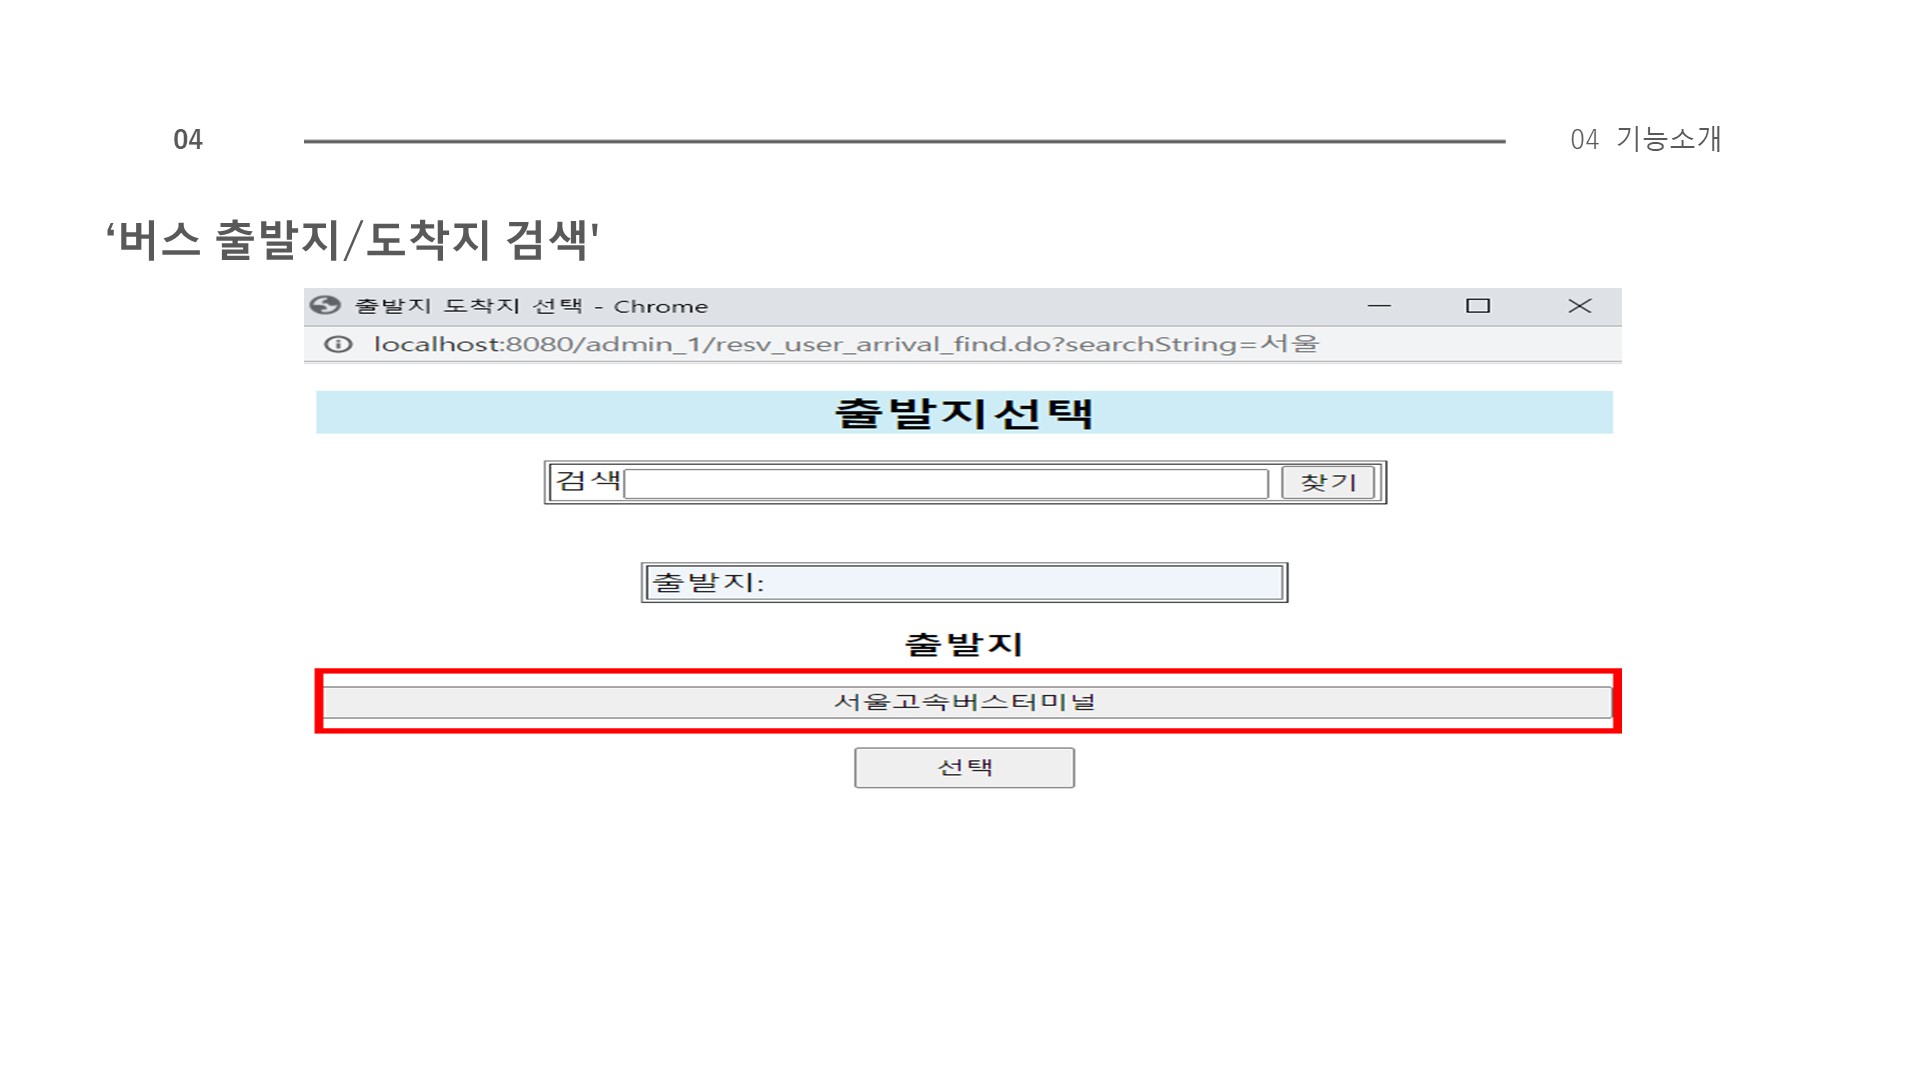 04
04 기능소개
‘버스 출발지/도착지 검색'
출발지 도착지 선택 - Chrome
localhost:8080/admin_1/resv_user_arrival_find.do?searchString=서울
출발지선택
검색 찾기
출발지:
출발지
서울고속버스터미널
선택